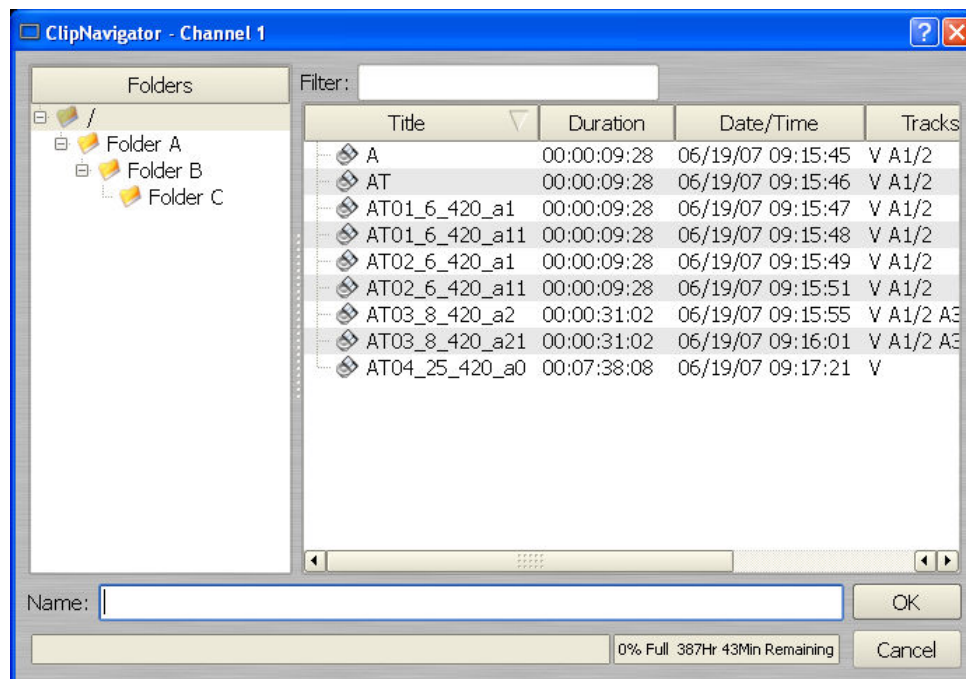 ClipNavigator - Channel 1
Folders
/
Folder A
Folder B
Folder C
Filter:
Title Duration Date/Time Tracks
A 00:00:09:28 06/19/07 09:15:45 V A1/2
AT 00:00:09:28 06/19/07 09:15:46 V A1/2
AT01_6_420_a1 00:00:09:28 06/19/07 09:15:47 V A1/2
AT01_6_420_a11 00:00:09:28 06/19/07 09:15:48 V A1/2
AT02_6_420_a1 00:00:09:28 06/19/07 09:15:49 V A1/2
AT02_6_420_a11 00:00:09:28 06/19/07 09:15:51 V A1/2
AT03_8_420_a2 00:00:31:02 06/19/07 09:15:55 V A1/2 A3
AT03_8_420_a21 00:00:31:02 06/19/07 09:16:01 V A1/2 A3
AT04_25_420_a0 00:07:38:08 06/19/07 09:17:21 V
Name:
OK
0% Full 387Hr 43Min Remaining
Cancel